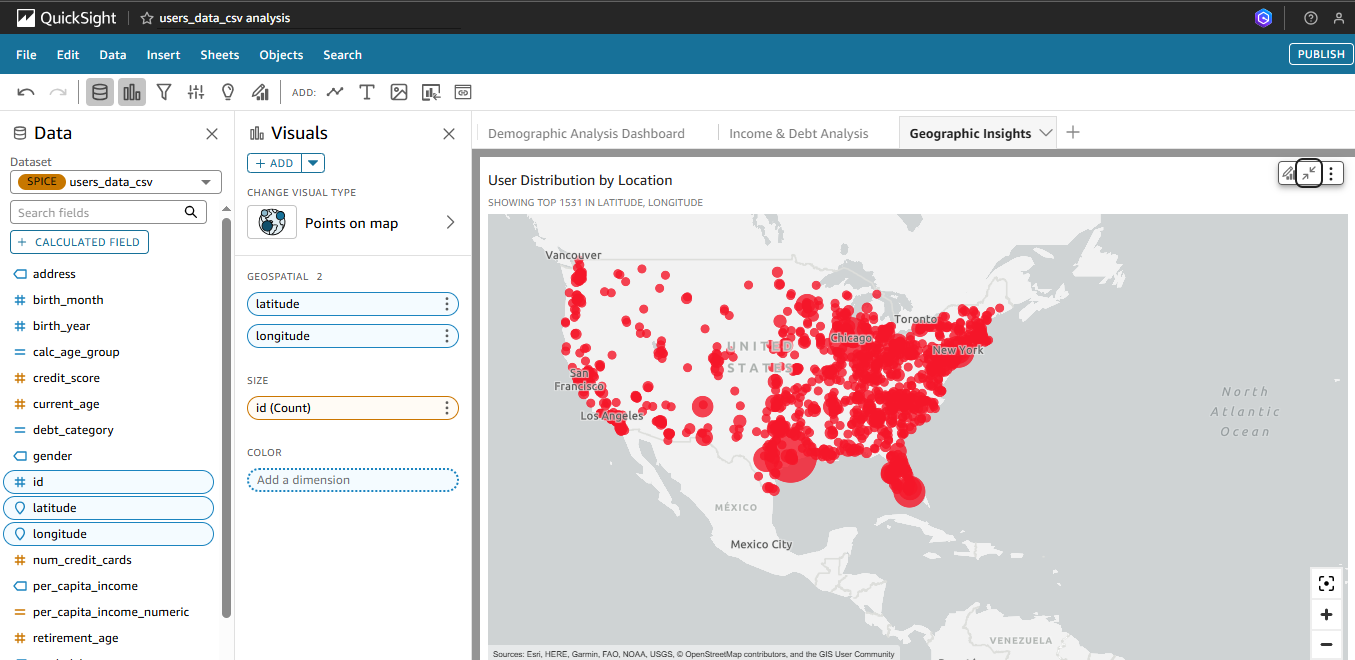 QuickSight
users_data_csv analysis
File Edit Data Insert Sheets Objects Search
PUBLISH
ADD:
Data
Dataset
SPICE users_data_csv
Search fields
+ CALCULATED FIELD
address
birth_month
birth_year
calc_age_group
credit_score
current_age
debt_category
gender
id
latitude
longitude
num_credit_cards
per_capita_income
per_capita_income_numeric
retirement_age
Visuals
+ ADD
CHANGE VISUAL TYPE
Points on map
GEOSPATIAL 2
latitude
longitude
SIZE
id (Count)
COLOR
Add a dimension
Demographic Analysis Dashboard
Income & Debt Analysis
Geographic Insights
User Distribution by Location
SHOWING TOP 1531 IN LATITUDE, LONGITUDE
Vancouver
Toronto
Chicago
New York
UNITED
STATES
San
Francisco
Los Angeles
North
Atlantic
Ocean
MÉXICO
Mexico City
VENEZUELA
Sources: Esri, HERE, Garmin, FAO, NOAA, USGS, © OpenStreetMap contributors, and the GIS User Community